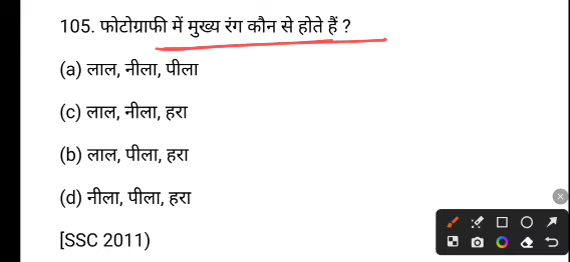 105. फोटोग्राफी में मुख्य रंग कौन से होते हैं ?
(a) लाल, नीला, पीला
(c) लाल, नीला, हरा
(b) लाल, पीला, हरा
(d) नीला, पीला, हरा
[SSC 2011)